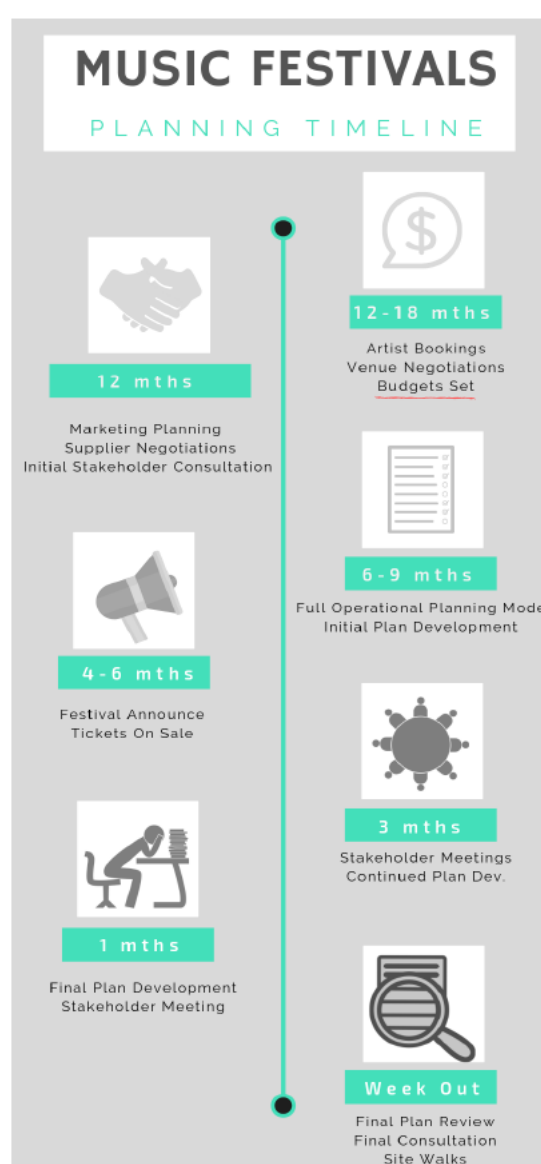 MUSIC FESTIVALS
PLANNING TIMELINE
12-18 mths
Artist Bookings
Venue Negotiations
Budgets Set
12 mths
Marketing Planning
Supplier Negotiations
Initial Stakeholder Consultation
6-9 mths
Full Operational Planning Mode
Initial Plan Development
4-6 mths
Festival Announce
Tickets On Sale
3 mths
Stakeholder Meetings
Continued Plan Dev.
1 mths
Final Plan Development
Stakeholder Meeting
Week Out
Final Plan Review
Final Consultation
Site Walks